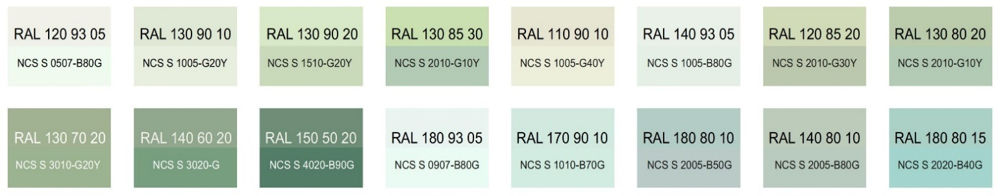 RAL 120 93 05
NCS S 0507-B80G
RAL 130 90 10
NCS S 1005-G20Y
RAL 130 90 20
NCS S 1510-G20Y
RAL 130 85 30
NCS S 2010-G10Y
RAL 110 90 10
NCS S 1005-G40Y
RAL 140 93 05
NCS S 1005-B80G
RAL 120 85 20
NCS S 2010-G30Y
RAL 130 80 20
NCS S 2010-G10Y
RAL 130 70 20
NCS S 3010-G20Y
RAL 140 60 20
NCS S 3020-G
RAL 150 50 20
NCS S 4020-B90G
RAL 180 93 05
NCS S 0907-B80G
RAL 170 90 10
NCS S 1010-B70G
RAL 180 80 10
NCS S 2005-B50G
RAL 140 80 10
NCS S 2005-B80G
RAL 180 80 15
NCS S 2020-B40G